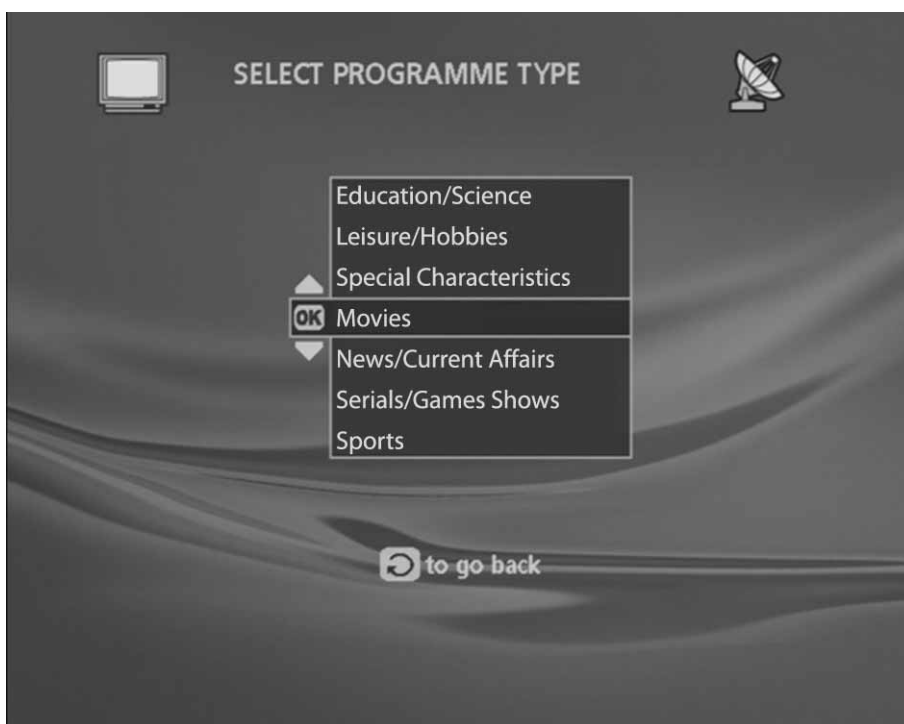 SELECT PROGRAMME TYPE
Education/Science
Leisure/Hobbies
Special Characteristics
OK Movies
News/Current Affairs
Serials/Games Shows
Sports
to go back